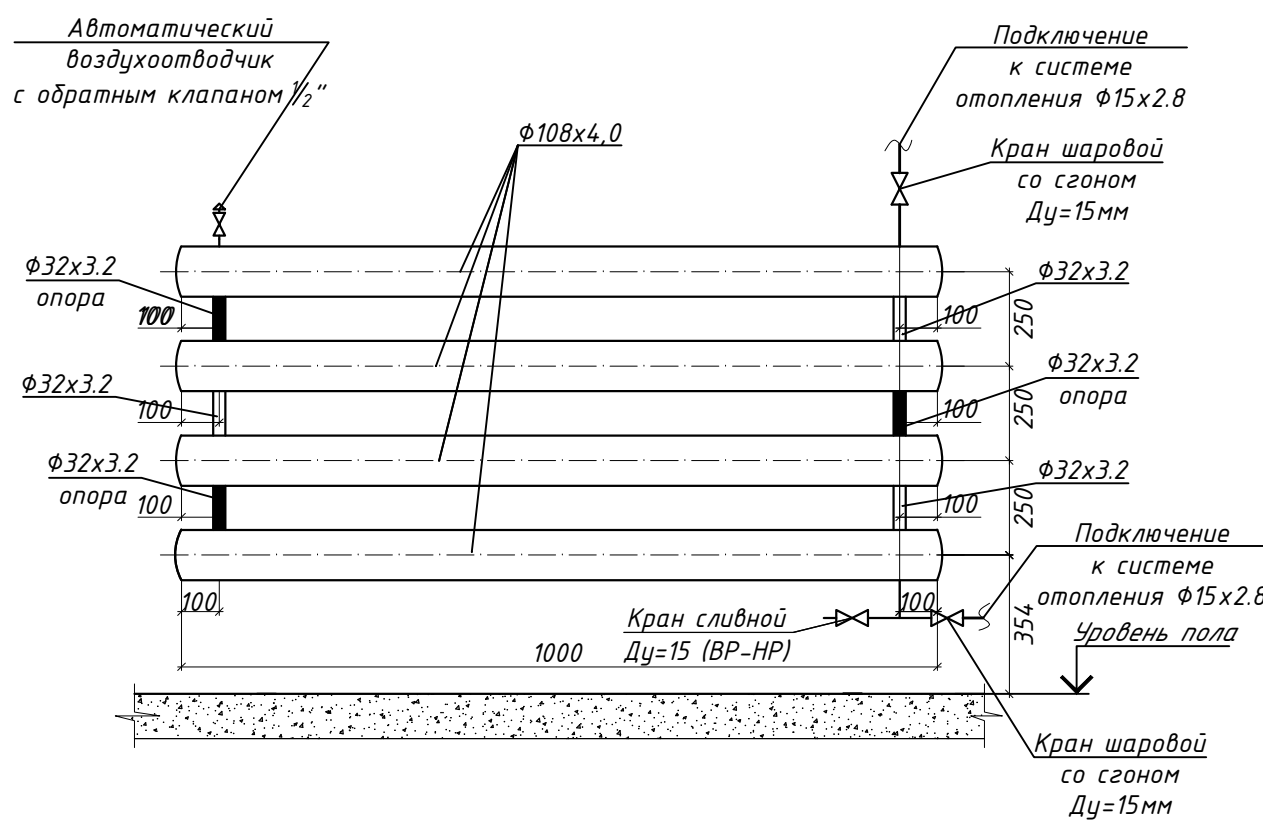 Автоматический
воздухоотводчик
с обратным клапаном 1/2"
Подключение
к системе
отопления Ф15х2.8
Ф108х4,0
Кран шаровой
со сгоном
Ду=15мм
Ф32х3.2
опора
100
Ф32х3.2
100
250
Ф32х3.2
100
Ф32х3.2
опора
100
250
Ф32х3.2
опора
100
Ф32х3.2
100
250
Подключение
к системе
отопления Ф15х2.8
100
100
Кран сливной
Ду=15 (ВР-НР)
1000
354
Уровень пола
Кран шаровой
со сгоном
Ду=15мм